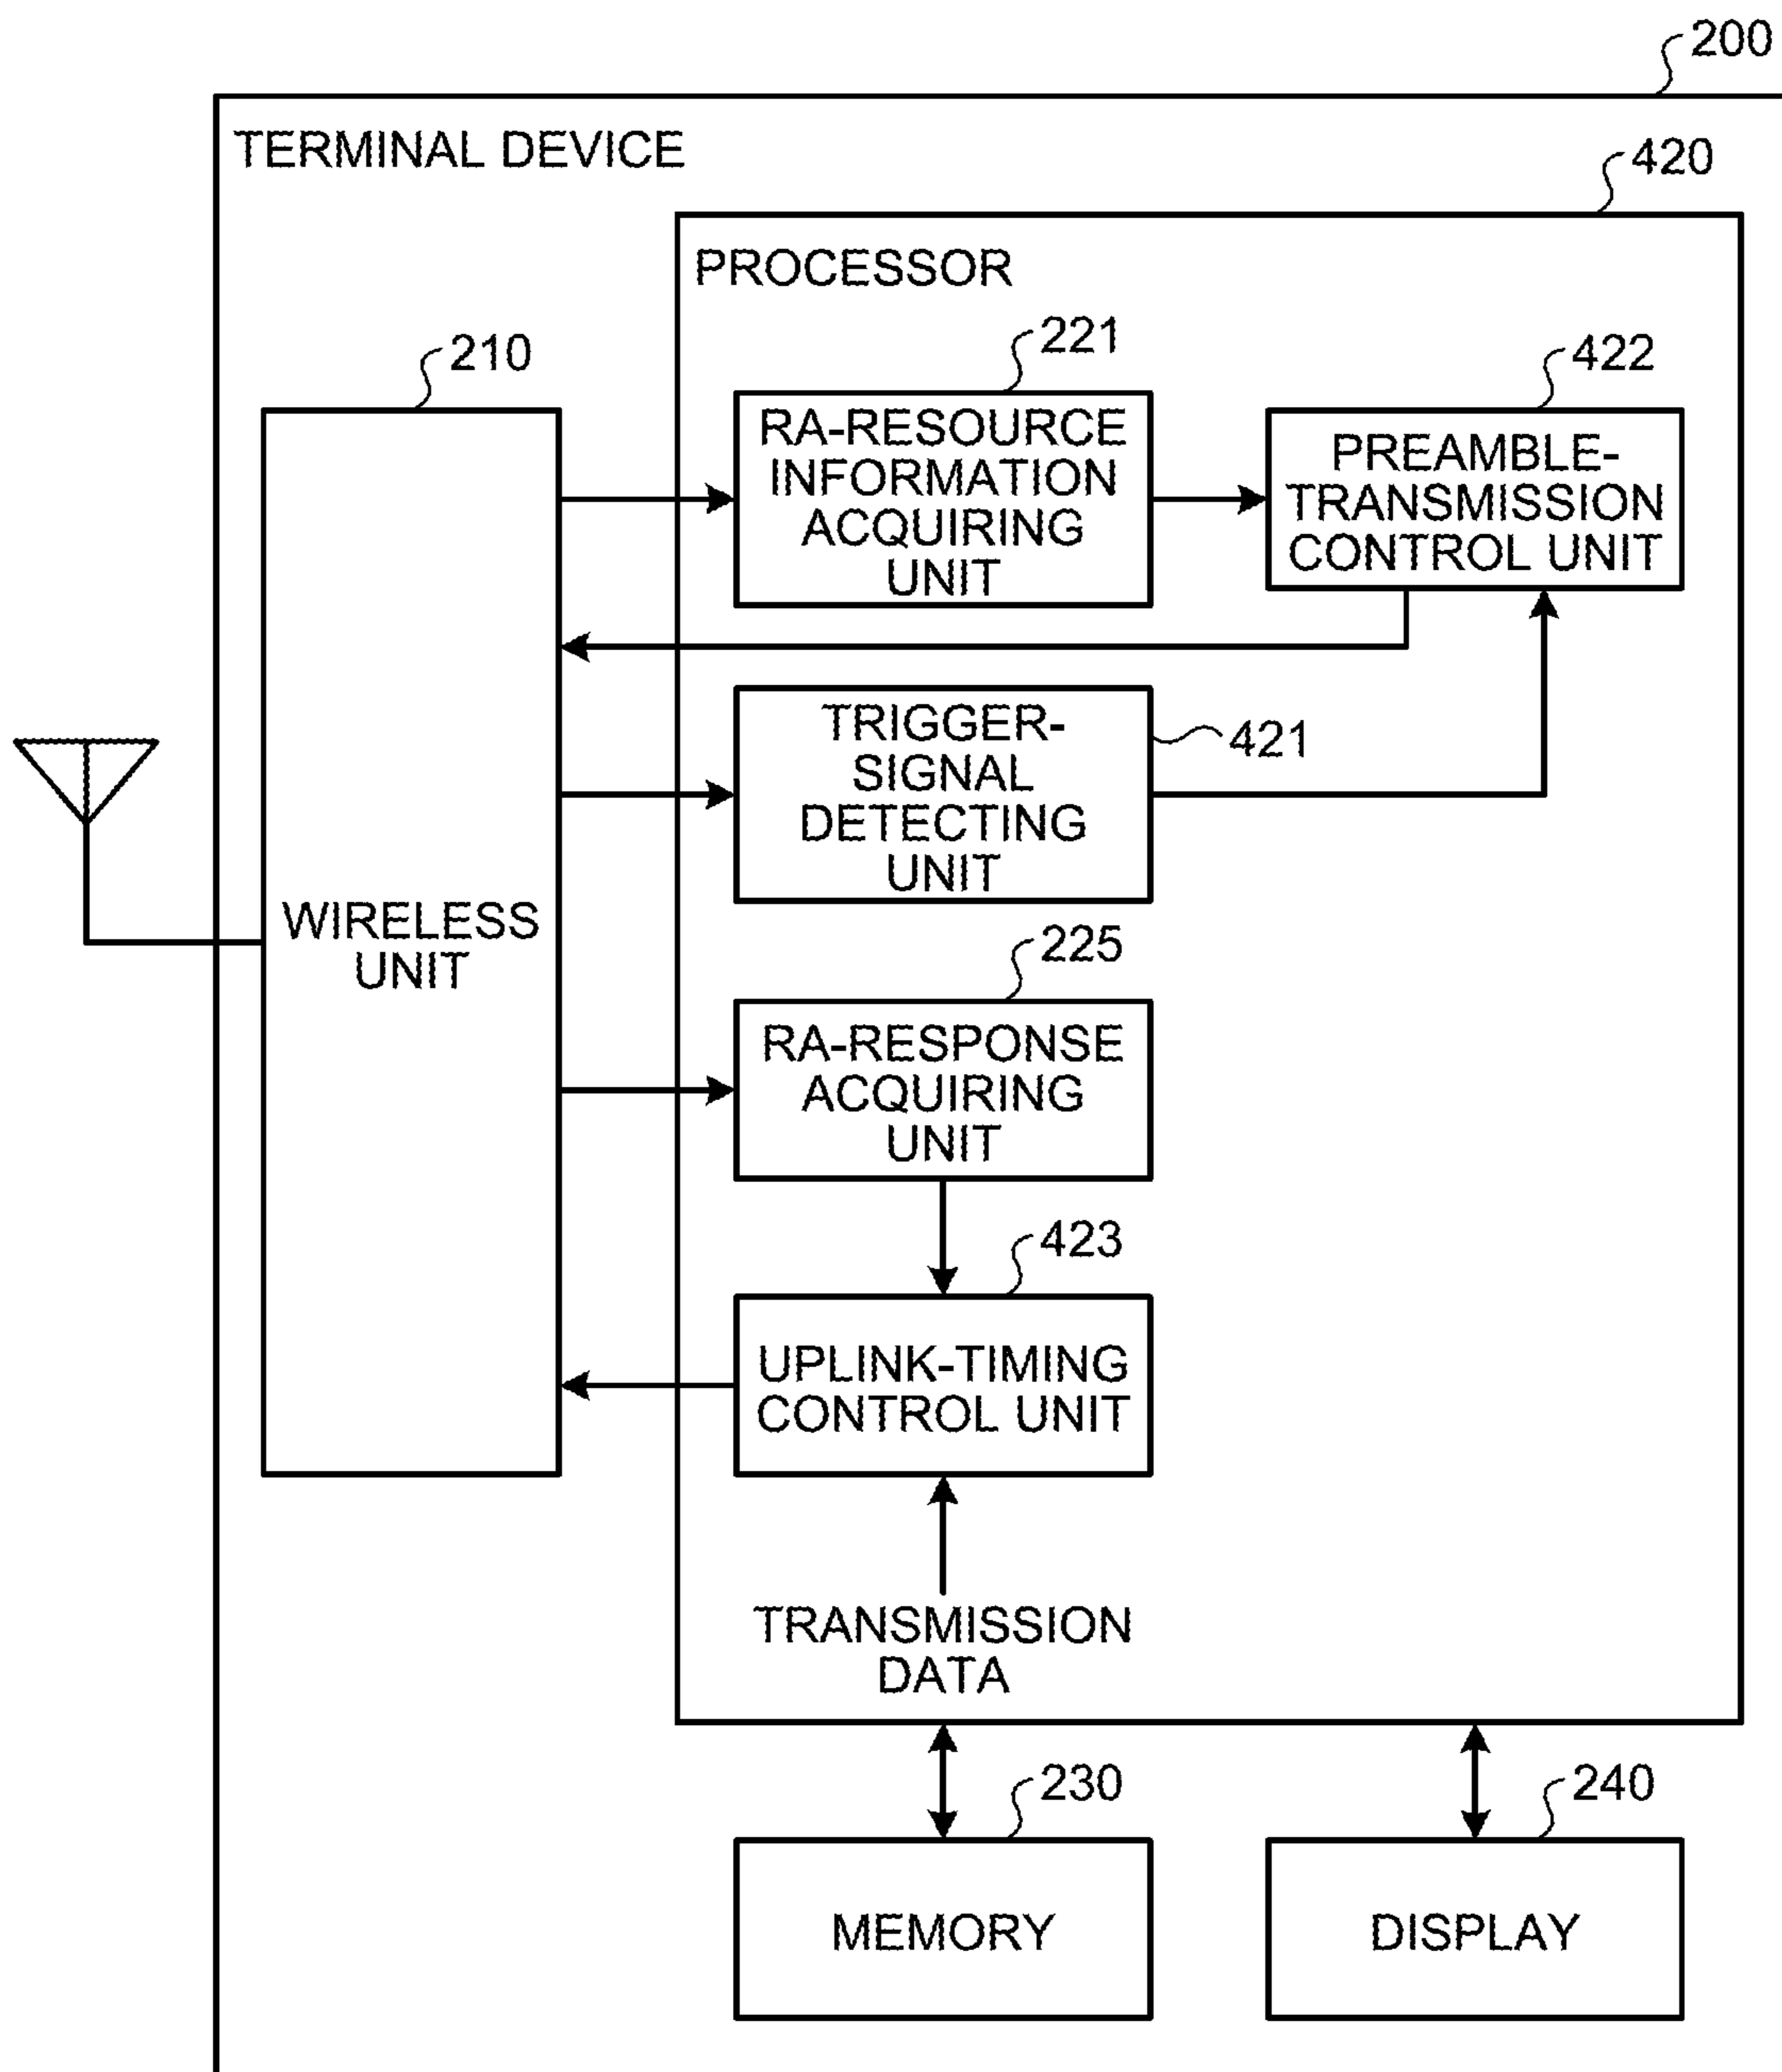 200
TERMINAL DEVICE
420
PROCESSOR
210
221
422
RA-RESOURCE
INFORMATION
ACQUIRING
UNIT
PREAMBLE-
TRANSMISSION
CONTROL UNIT
TRIGGER-
SIGNAL
DETECTING
UNIT
421
WIRELESS
UNIT
225
RA-RESPONSE
ACQUIRING
UNIT
423
UPLINK-TIMING
CONTROL UNIT
TRANSMISSION
DATA
230
240
MEMORY
DISPLAY